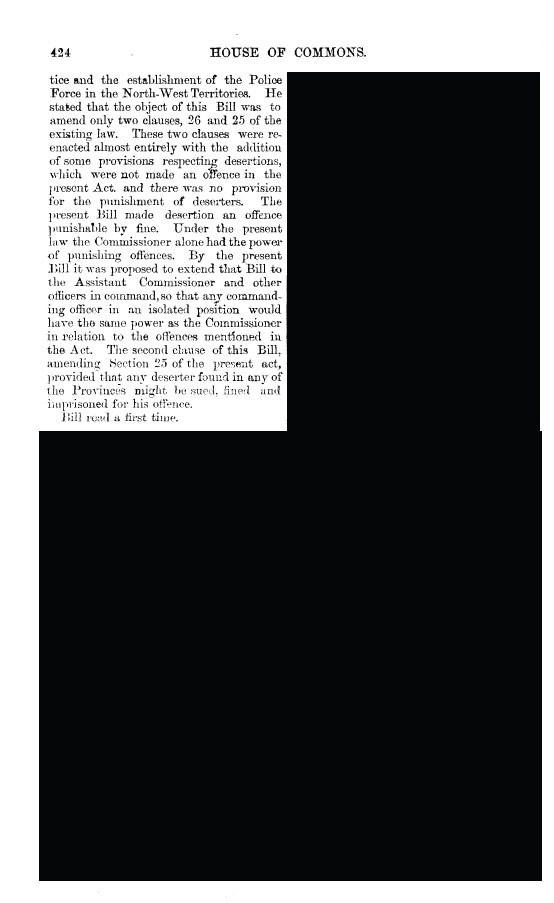 424 HOUSE OF COMMONS.
tice and the establishment of the Police
Force in the North-West Territories. He
stated that the object of this Bill was to
amend only two clauses, 26 and 25 of the
existing law. These two clauses were re-
enacted almost entirely with the addition
of some provisions respecting desertions,
which were not made an offence in the
present Act. and there was no provision
for the punishment of deserters. The
present Bill made desertion an offence
punishable by fine. Under the present
law the Commissioner alone had the power
of punishing offences. By the present
Bill it was proposed to extend that Bill to
the Assistant Commissioner and other
officers in command, so that any command-
ing officer in an isolated position would
have the same power as the Commissioner
in relation to the offences mentioned in
the Act. The second clause of this Bill,
amending Section 25 of the present act,
provided that any deserter found in any of
the Provinces might be sued, fined and
imprisoned for his offence.
Bill read a first time.